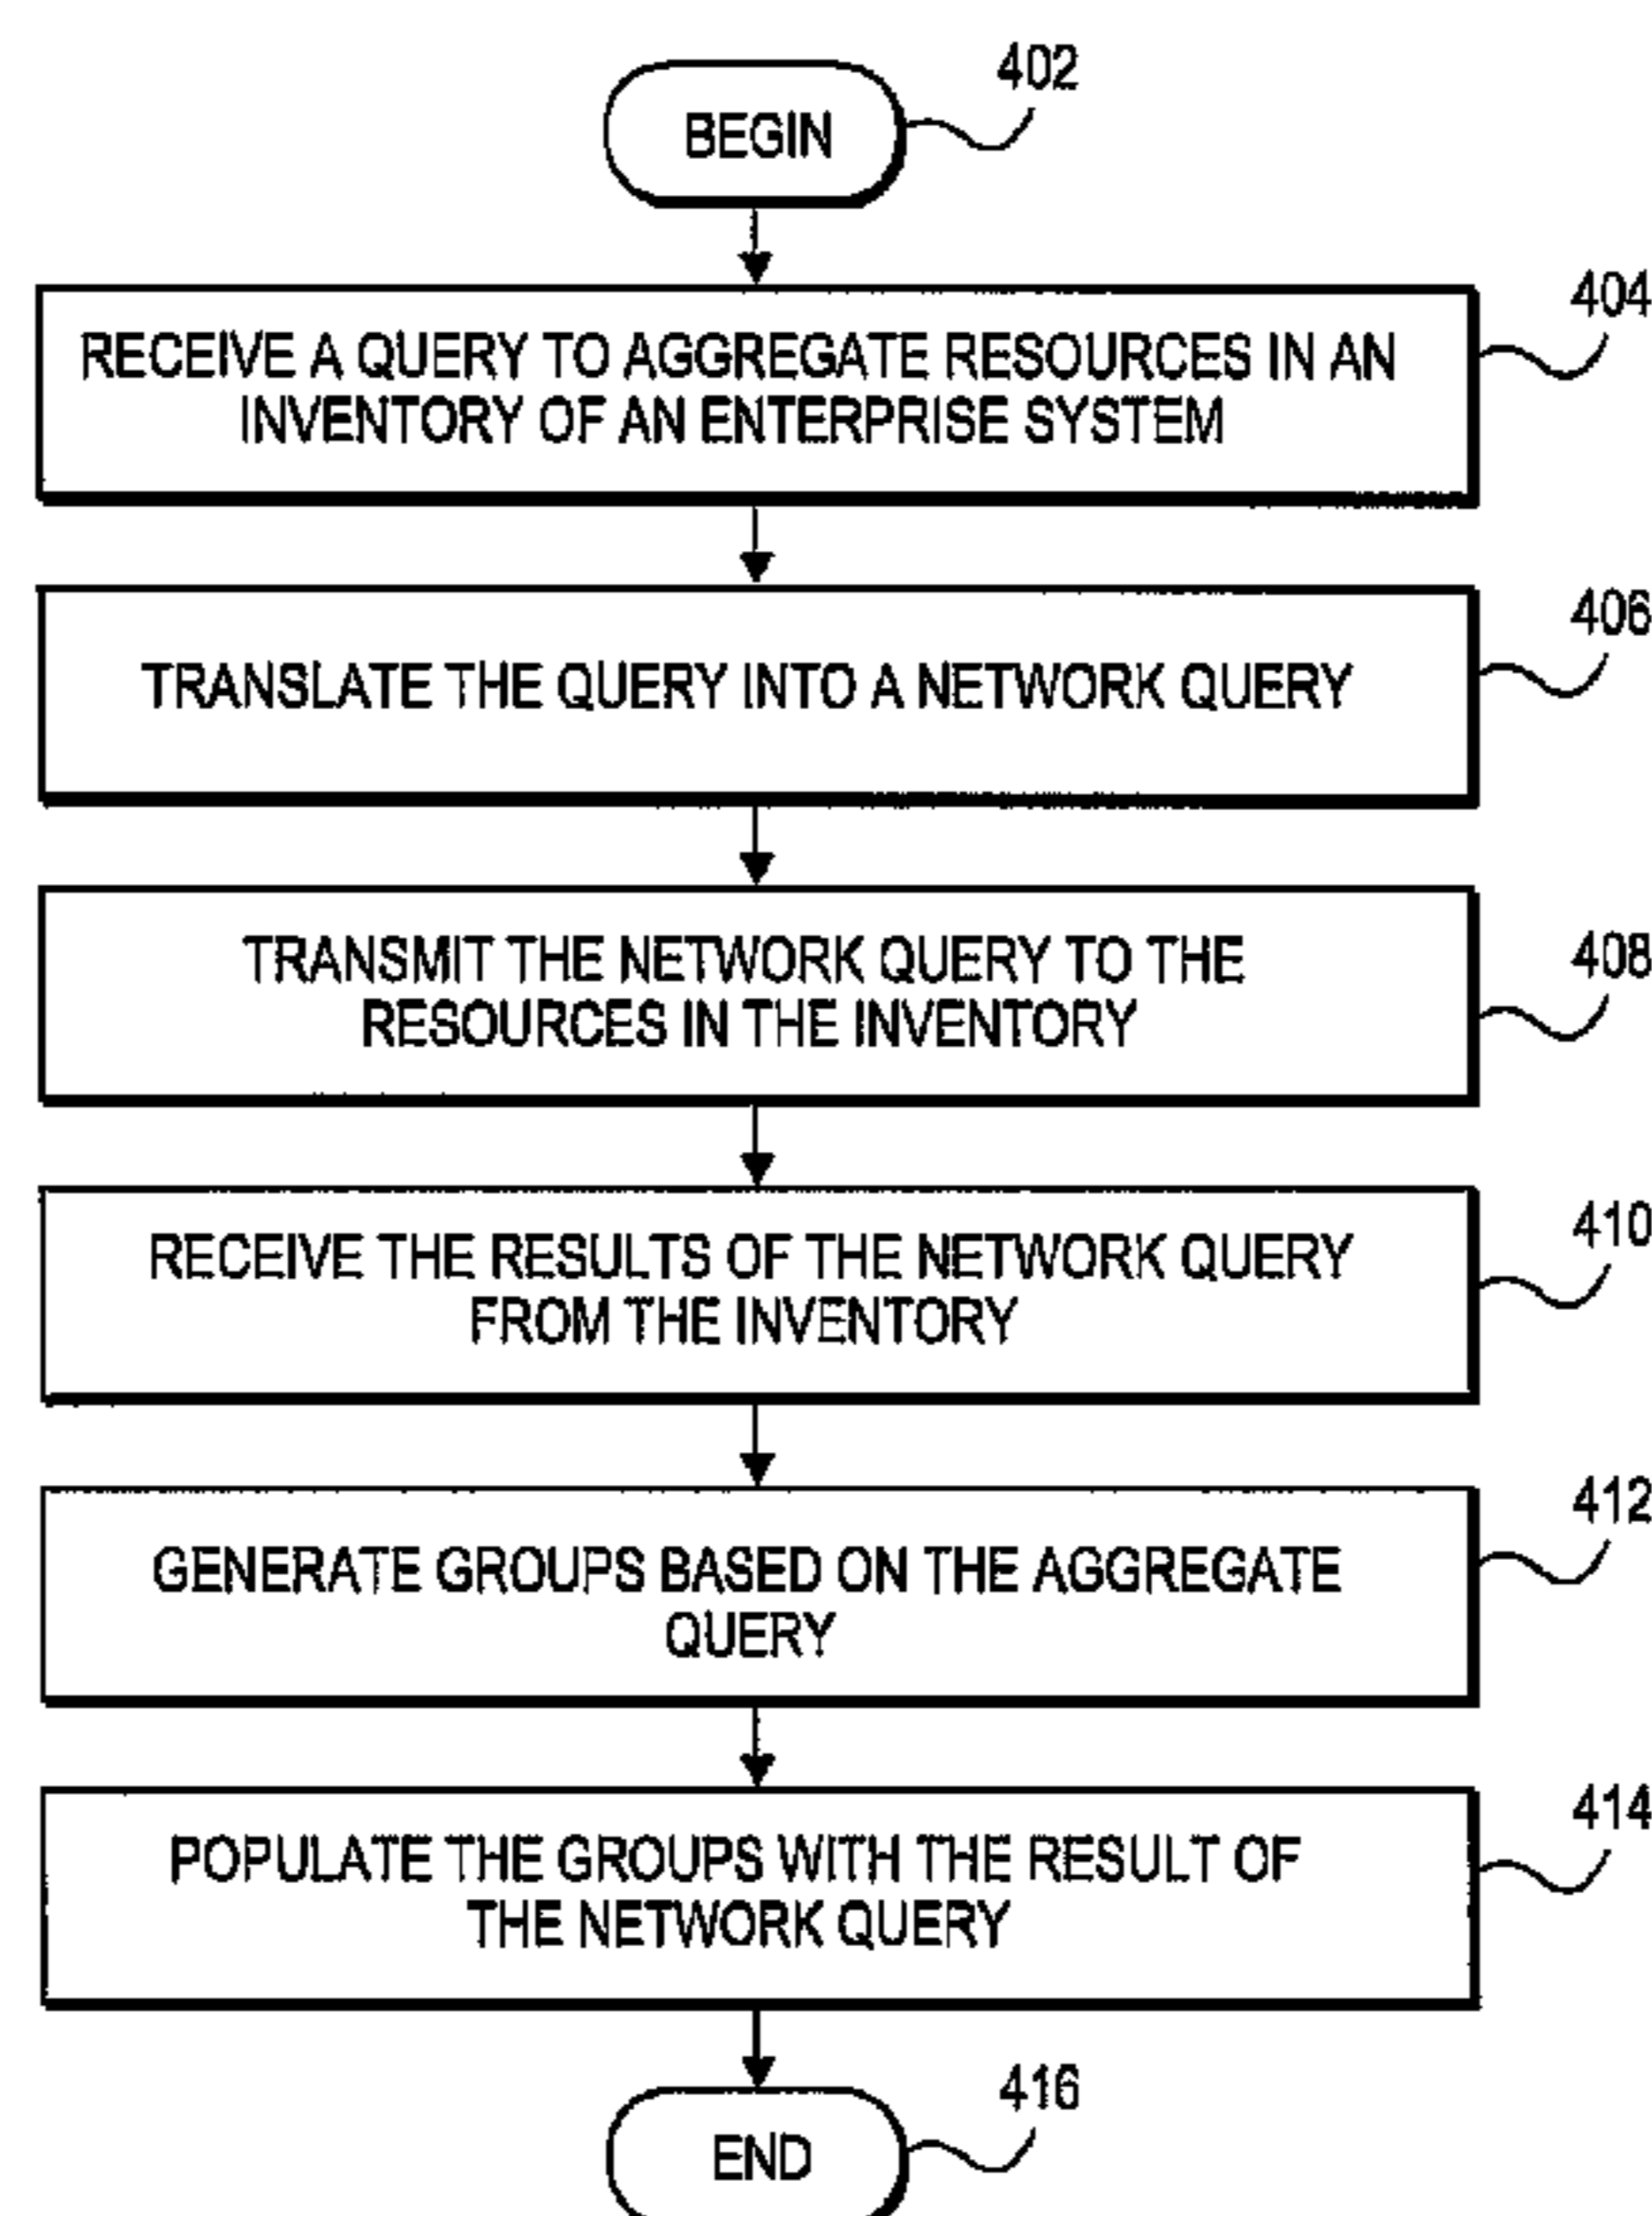 402
BEGIN
404
RECEIVE A QUERY TO AGGREGATE RESOURCES IN AN
INVENTORY OF AN ENTERPRISE SYSTEM
406
TRANSLATE THE QUERY INTO A NETWORK QUERY
408
TRANSMIT THE NETWORK QUERY TO THE
RESOURCES IN THE INVENTORY
410
RECEIVE THE RESULTS OF THE NETWORK QUERY
FROM THE INVENTORY
412
GENERATE GROUPS BASED ON THE AGGREGATE
QUERY
414
POPULATE THE GROUPS WITH THE RESULT OF
THE NETWORK QUERY
416
END